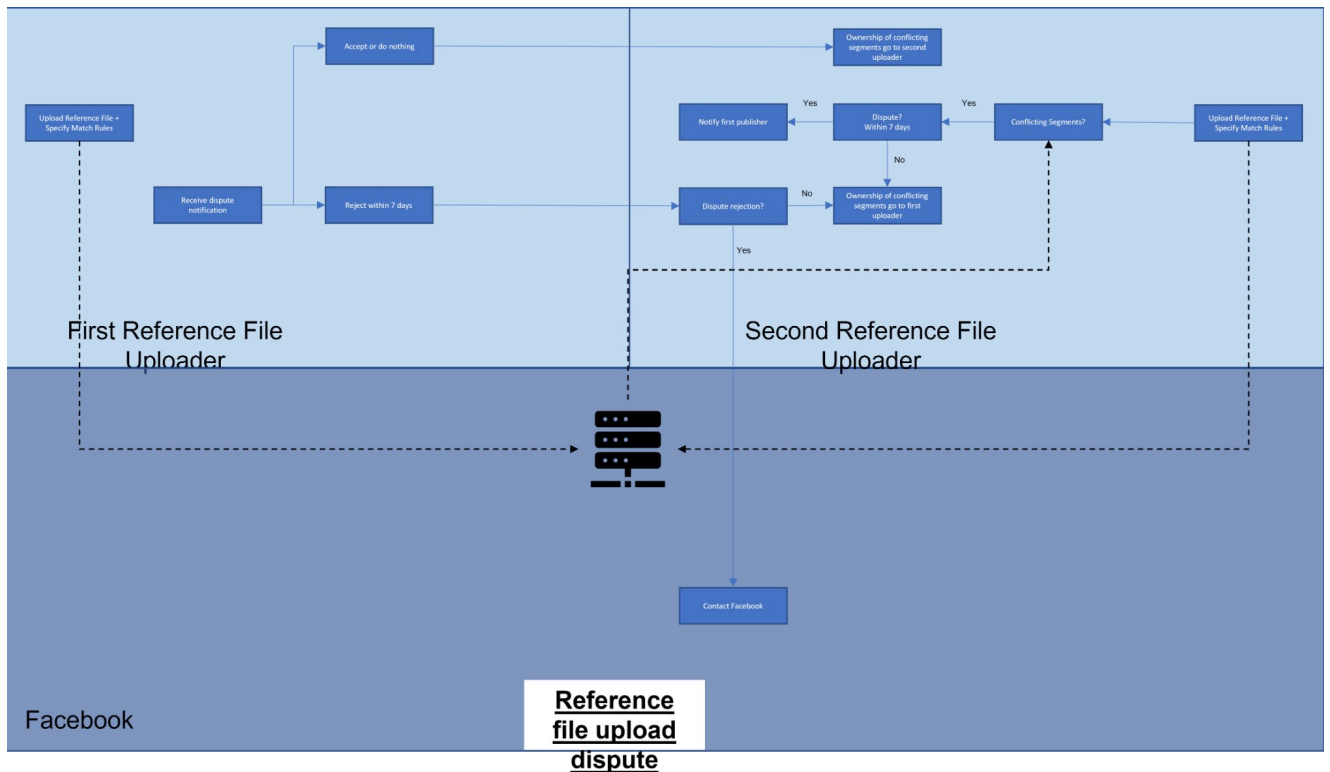 Accept or do nothing
Ownership of conflicting
segments go to second
uploader
Upload Reference File +
Specify Match Rules
Notify first publisher
Yes
Dispute?
Within 7 days
Yes
Conflicting Segments?
Upload Reference File +
Specify Match Rules
No
Receive dispute
notification
Reject within 7 days
Dispute rejection?
No
Ownership of conflicting
segments go to first
uploader
Yes
First Reference File
Uploader
Second Reference File
Uploader
Contact Facebook
Facebook
Reference
file upload
dispute